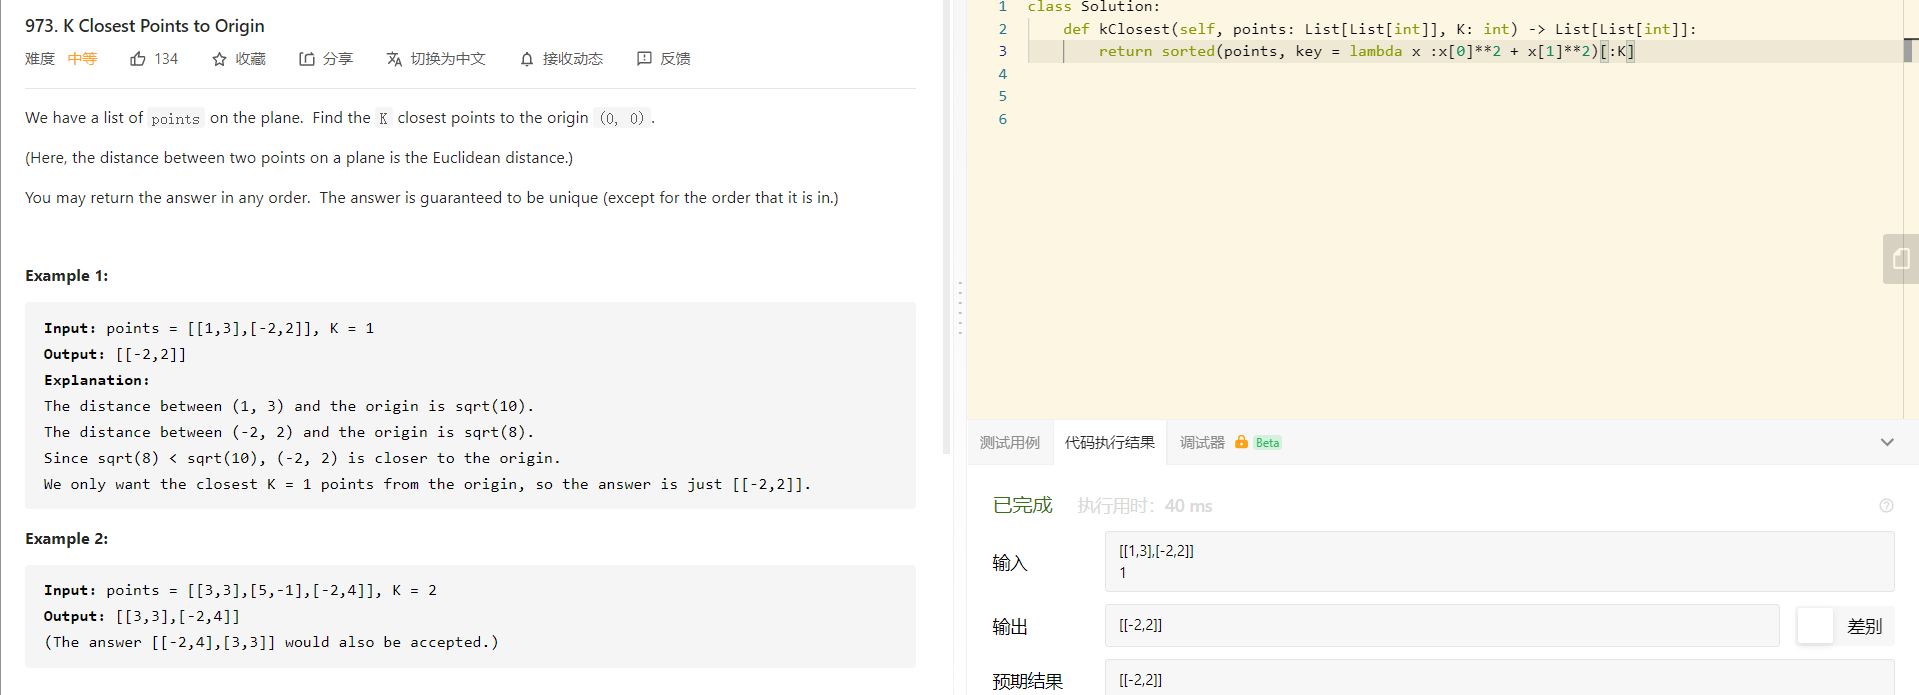 973. K Closest Points to Origin
难度 中等 134 收藏 分享 切换为中文 接收动态 反馈
We have a list of points on the plane. Find the K closest points to the origin (0, 0).
(Here, the distance between two points on a plane is the Euclidean distance.)
You may return the answer in any order. The answer is guaranteed to be unique (except for the order that it is in.)
Example 1:
Input: points = [[1,3],[-2,2]], K = 1
Output: [[-2,2]]
Explanation:
The distance between (1, 3) and the origin is sqrt(10).
The distance between (-2, 2) and the origin is sqrt(8).
Since sqrt(8) < sqrt(10), (-2, 2) is closer to the origin.
We only want the closest K = 1 points from the origin, so the answer is just [[-2,2]].
Example 2:
Input: points = [[3,3],[5,-1],[-2,4]], K = 2
Output: [[3,3],[-2,4]]
(The answer [[-2,4],[3,3]] would also be accepted.)
1 class Solution:
2 def kClosest(self, points: List[List[int]], K: int) -> List[List[int]]:
3 return sorted(points, key = lambda x :x[0]**2 + x[1]**2)[:K]
4
5
6
测试用例 代码执行结果 调试器 Beta
已完成 执行用时: 40 ms
输入
[[1,3],[-2,2]]
1
输出 [[-2,2]] 差别
预期结果 [[-2,2]]